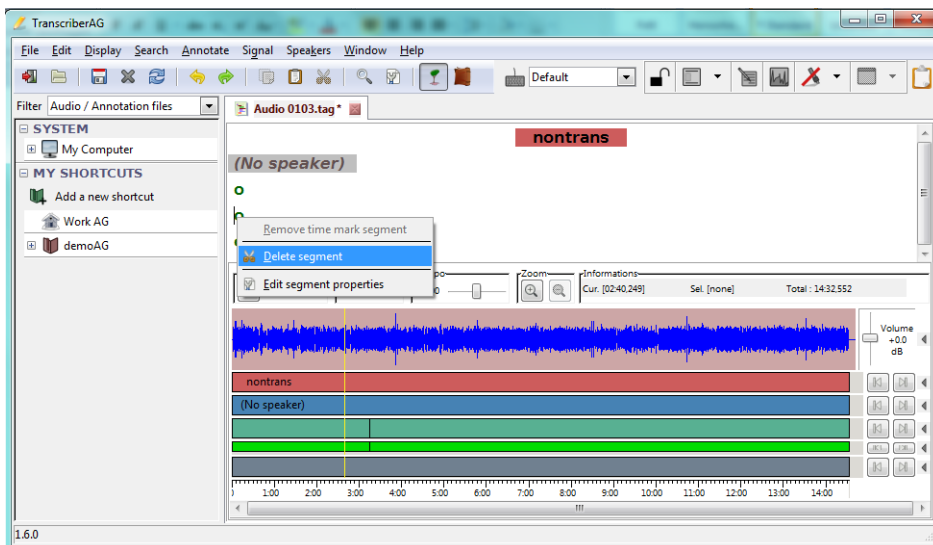 TranscriberAG
File Edit Display Search Annotate Signal Speakers Window Help
Default
Filter Audio / Annotation files
Audio 0103.tag*
SYSTEM
My Computer
MY SHORTCUTS
Add a new shortcut
Work AG
demoAG
nontrans
(No speaker)
Remove time mark segment
Delete segment
Edit segment properties
Zoom
Informations
Cur. [02:40,249] Sel. [none] Total : 14:32,552
Volume
+0.0
dB
nontrans
(No speaker)
1:00 2:00 3:00 4:00 5:00 6:00 7:00 8:00 9:00 10:00 11:00 12:00 13:00 14:00
1.6.0